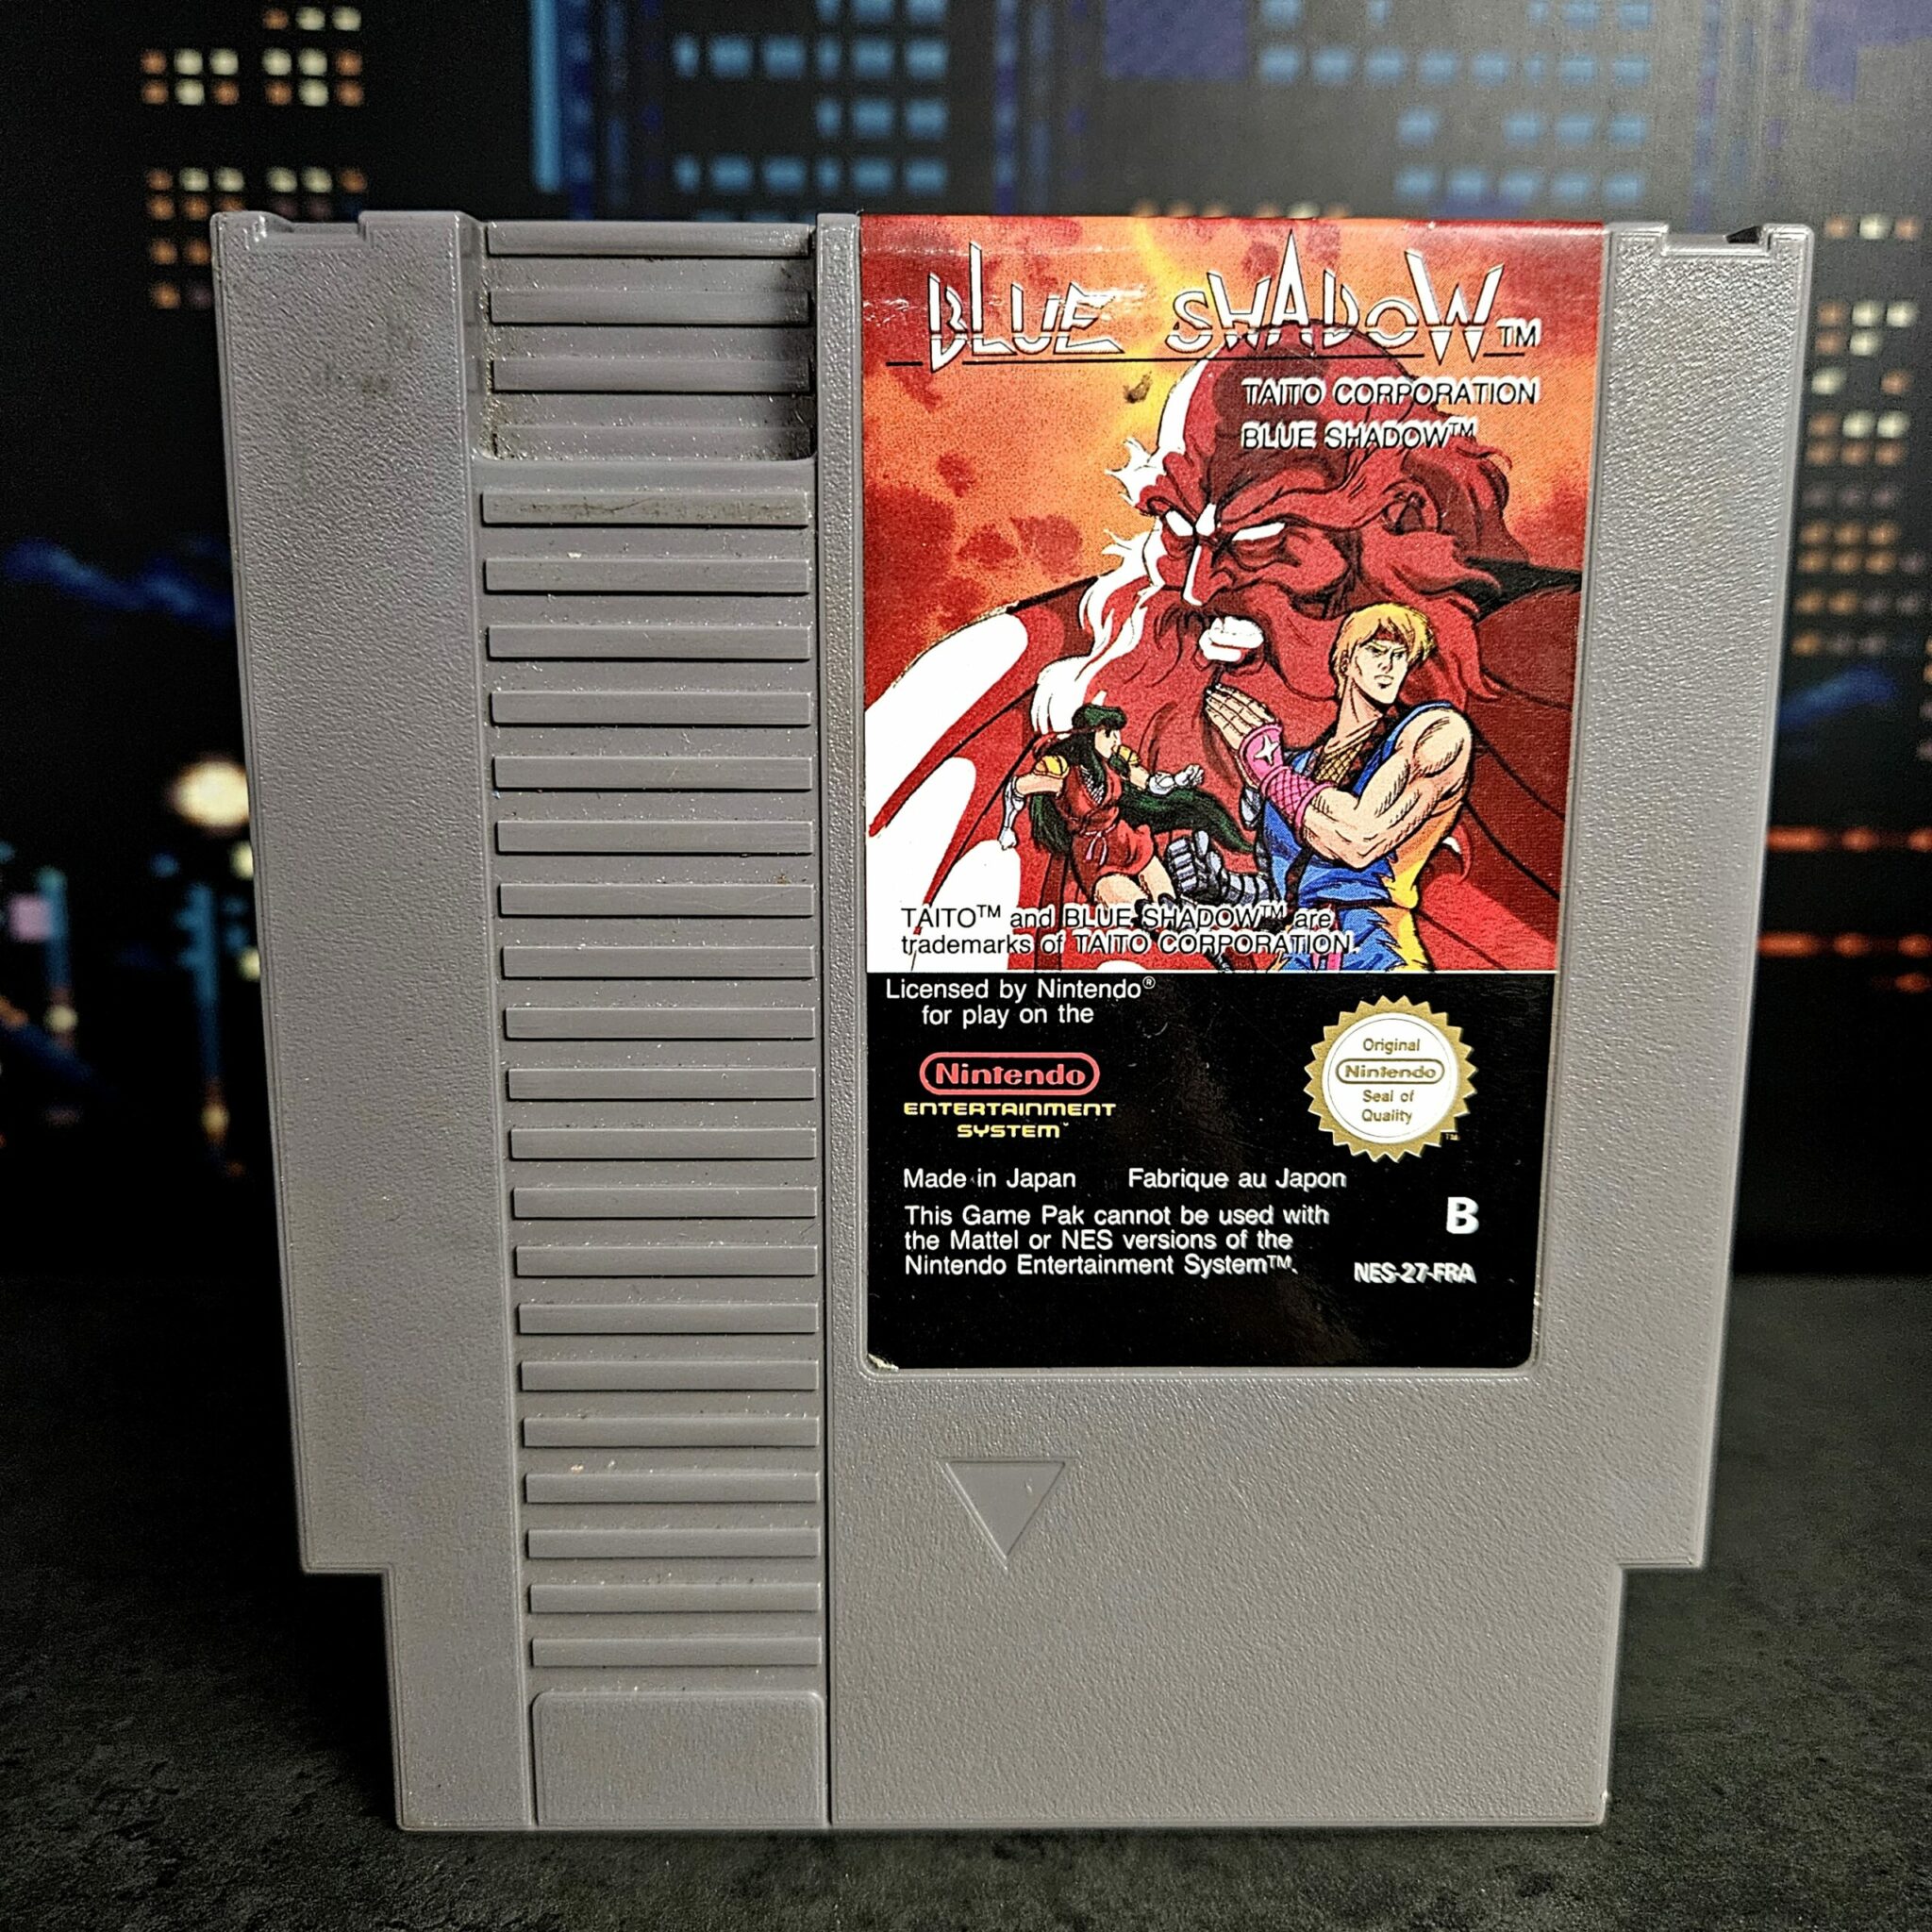 BLUE SHADOW™
TAITO CORPORATION
BLUE SHADOW™
TAITO™ and BLUE SHADOW™ are
trademarks of TAITO CORPORATION.
Licensed by Nintendo®
for play on the
Nintendo
ENTERTAINMENT
SYSTEM™
Original
Nintendo
Seal of
Quality
™
Made in Japan Fabrique au Japon
This Game Pak cannot be used with
the Mattel or NES versions of the
Nintendo Entertainment System™.
B
NES-27-FRA